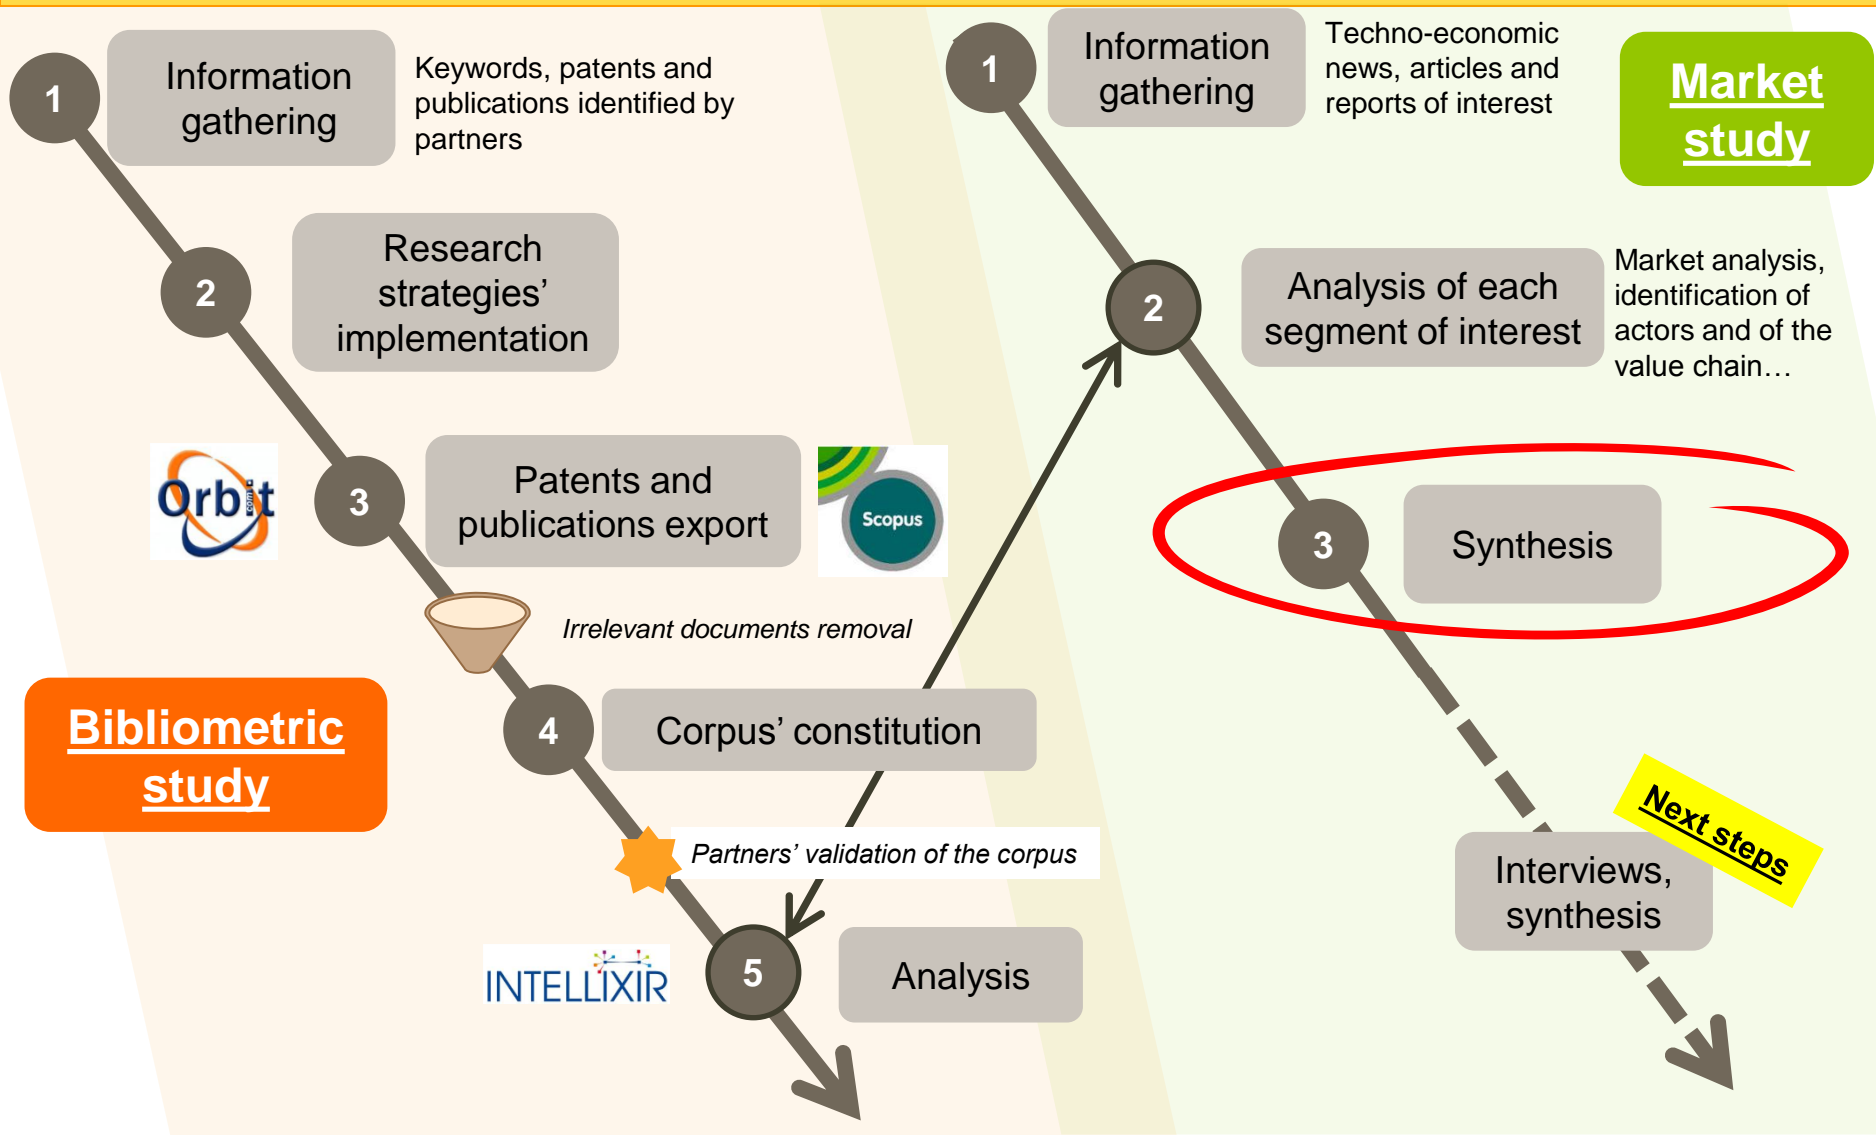 1
Information
gathering
Keywords, patents and
publications identified by
partners
2
Research
strategies’
implementation
Orbit
.com
3
Patents and
publications export
Scopus
Irrelevant documents removal
Bibliometric
study
4
Corpus’ constitution
Partners’ validation of the corpus
INTELLIXIR
5
Analysis
1
Information
gathering
Techno-economic
news, articles and
reports of interest
Market
study
2
Analysis of each
segment of interest
Market analysis,
identification of
actors and of the
value chain…
3
Synthesis
Next steps
Interviews,
synthesis